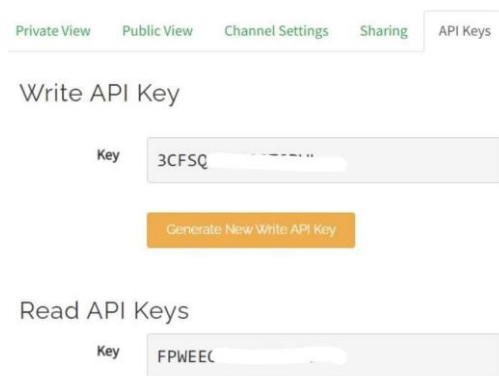 Private View Public View Channel Settings Sharing API Keys
Write API Key
Key 3CFSQ
Generate New Write API Key
Read API Keys
Key